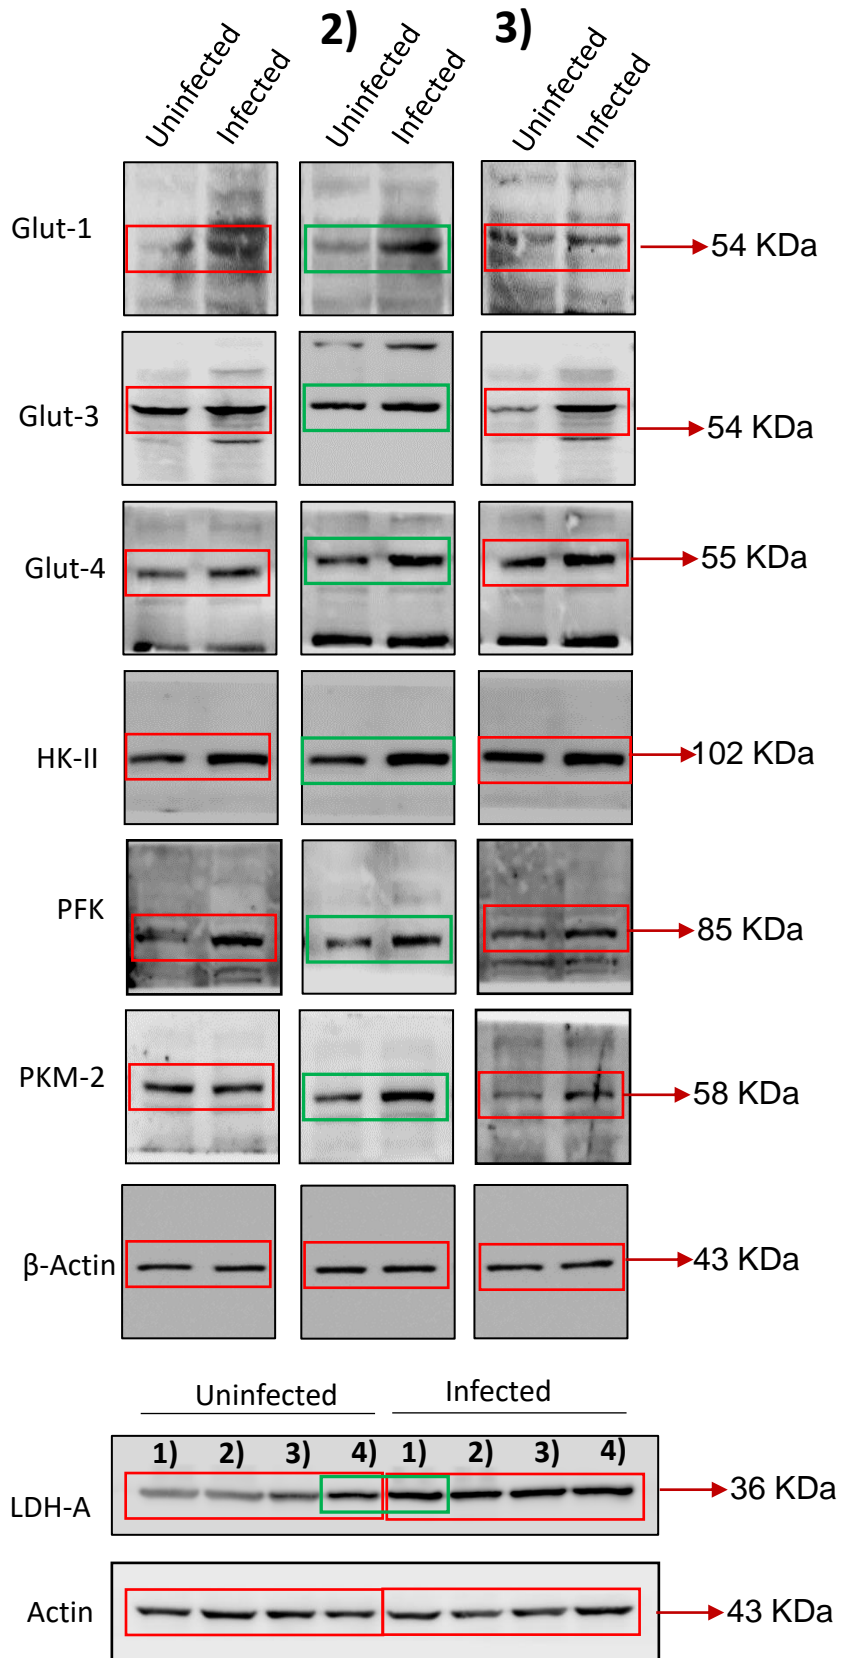 2) 3)
Uninfected Infected Uninfected Infected Uninfected Infected
Glut-1 54 KDa
Glut-3 54 KDa
Glut-4 55 KDa
HK-II 102 KDa
PFK 85 KDa
PKM-2 58 KDa
β-Actin 43 KDa
Uninfected Infected
1) 2) 3) 4) 1) 2) 3) 4)
LDH-A 36 KDa
Actin 43 KDa